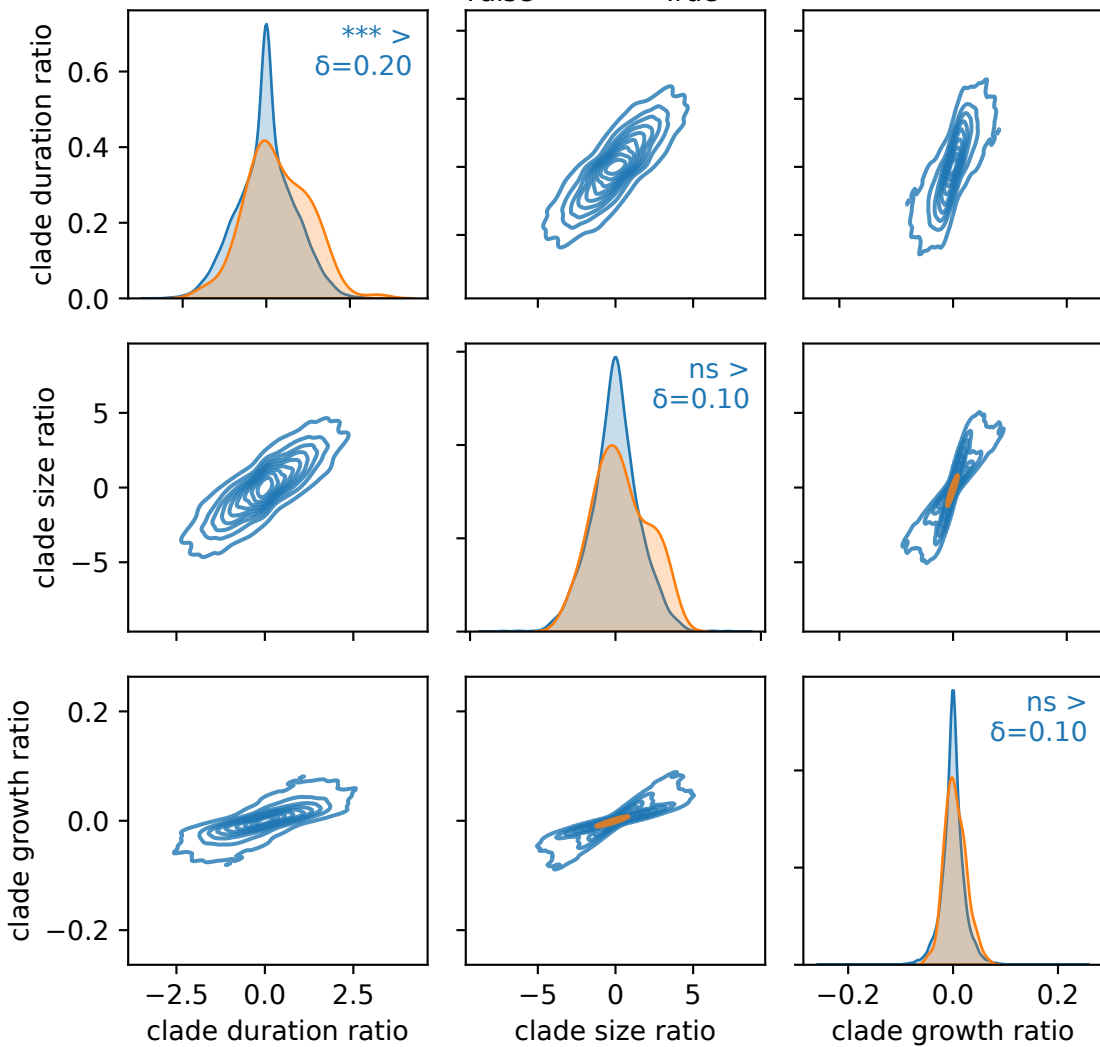 clade duration ratio
0.6
0.4
0.2
0.0
*** >
δ=0.20
clade size ratio
5
0
−5
ns >
δ=0.10
clade growth ratio
0.2
0.0
−0.2
ns >
δ=0.10
−2.5 0.0 2.5
−5 0 5
−0.2 0.0 0.2
clade duration ratio
clade size ratio
clade growth ratio